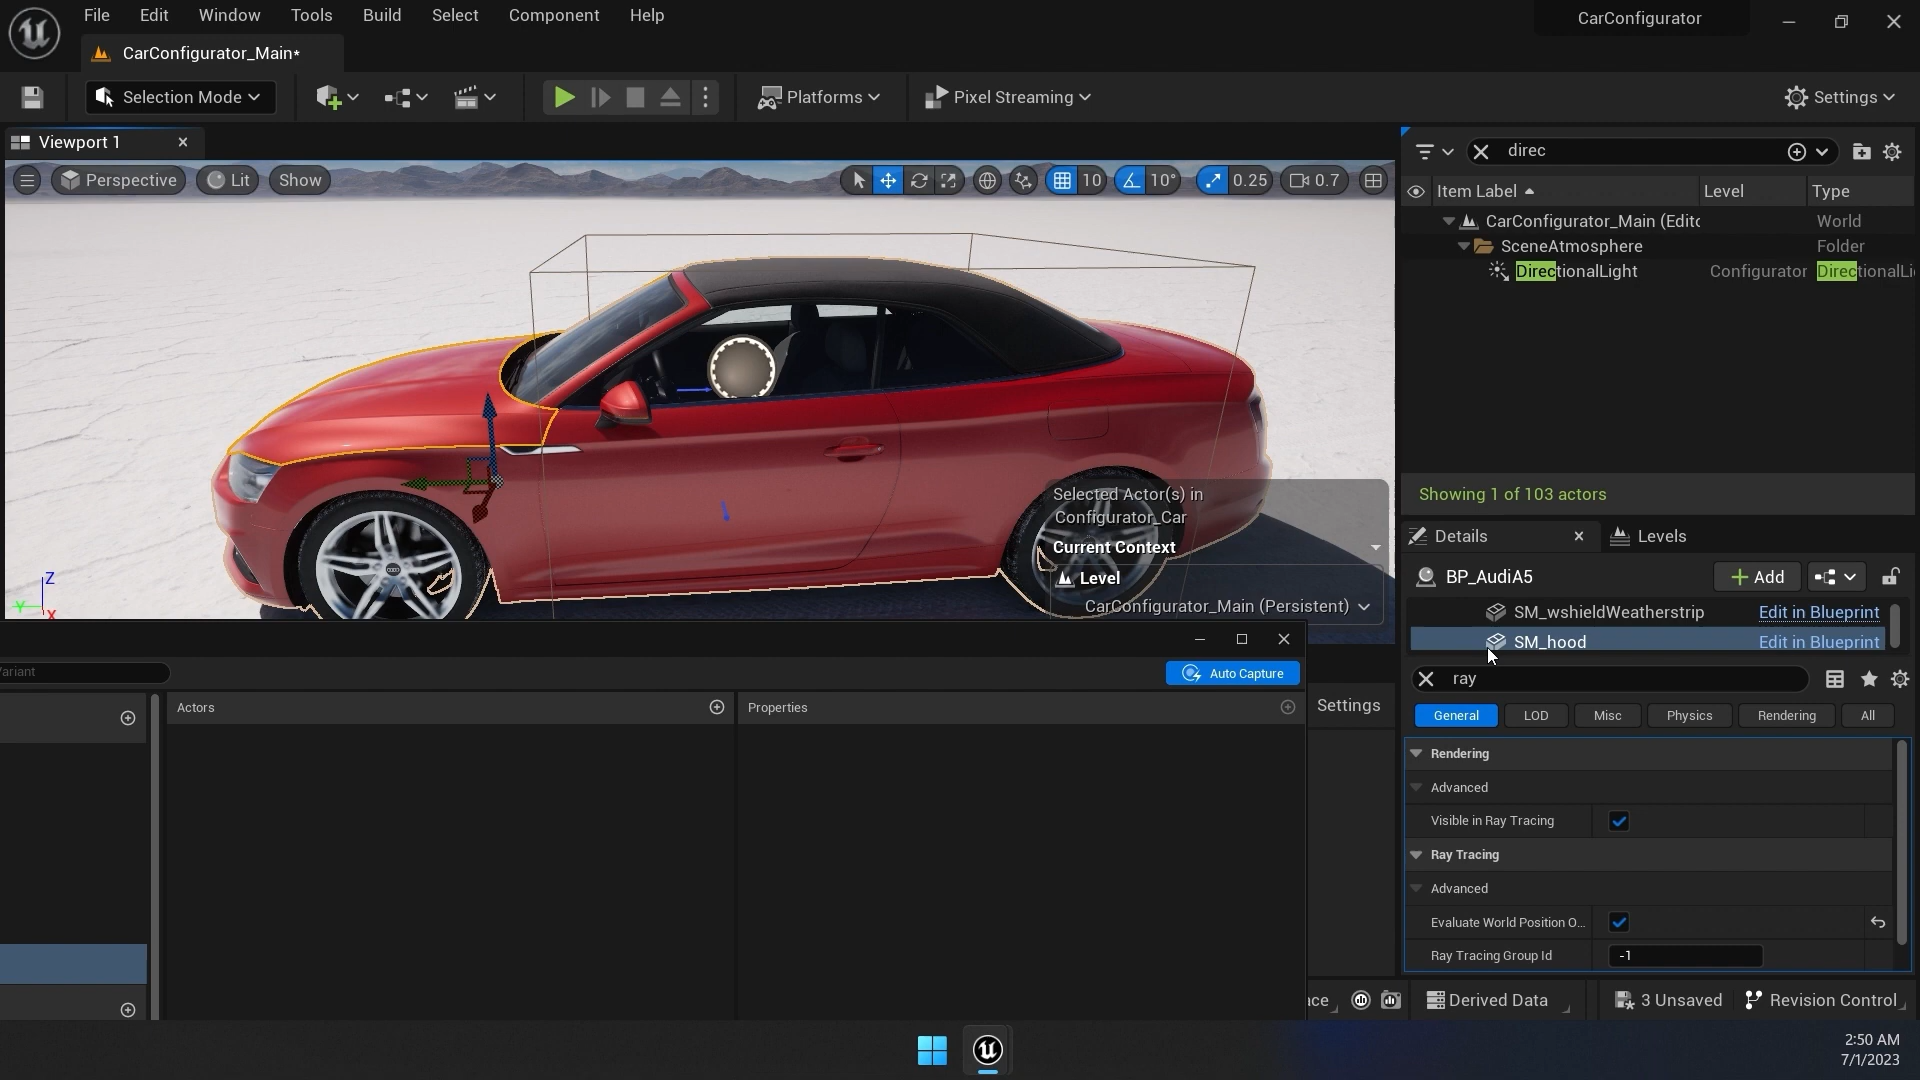 File Edit Window Tools Build Select Component Help
CarConfigurator
CarConfigurator_Main*
Selection Mode
Platforms
Pixel Streaming
Settings
Viewport 1
Perspective
Lit
Show
10
10°
0.25
0.7
direc
Item Label
Level
Type
CarConfigurator_Main (Edito
World
SceneAtmosphere
Folder
DirectionalLight
Configurator
DirectionalLi
Selected Actor(s) in
Configurator_Car
Current Context
Level
CarConfigurator_Main (Persistent)
Z
Y
X
Showing 1 of 103 actors
Details
Levels
BP_AudiA5
Add
SM_wshieldWeatherstrip
Edit in Blueprint
SM_hood
Edit in Blueprint
ray
General
LOD
Misc
Physics
Rendering
All
Rendering
Advanced
Visible in Ray Tracing
Ray Tracing
Advanced
Evaluate World Position O...
Ray Tracing Group Id
-1
ariant
Auto Capture
Actors
Properties
Settings
ace
Derived Data
3 Unsaved
Revision Control
2:50 AM
7/1/2023